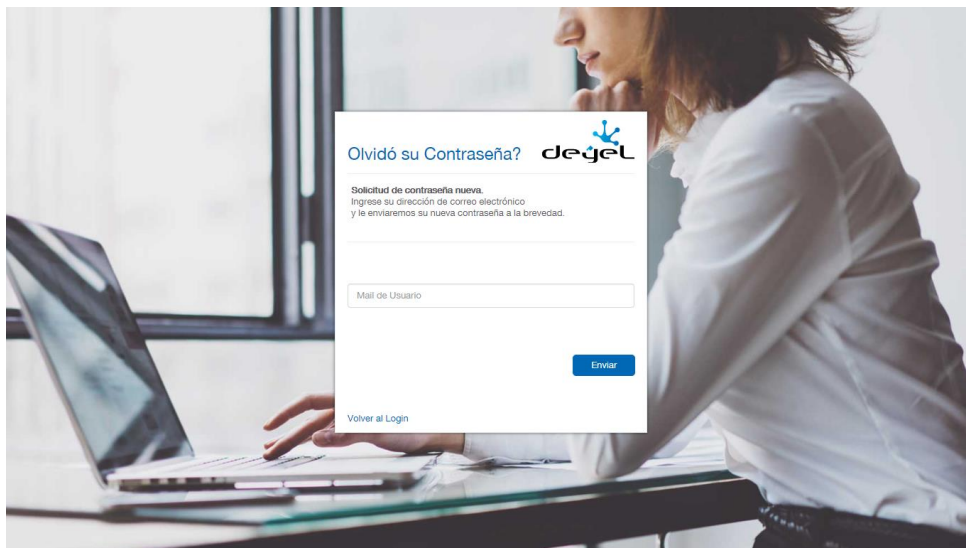 Olvidó su Contraseña?
deyel
Solicitud de contraseña nueva.
Ingrese su dirección de correo electrónico
y le enviaremos su nueva contraseña a la brevedad.
Mail de Usuario
Enviar
Volver al Login